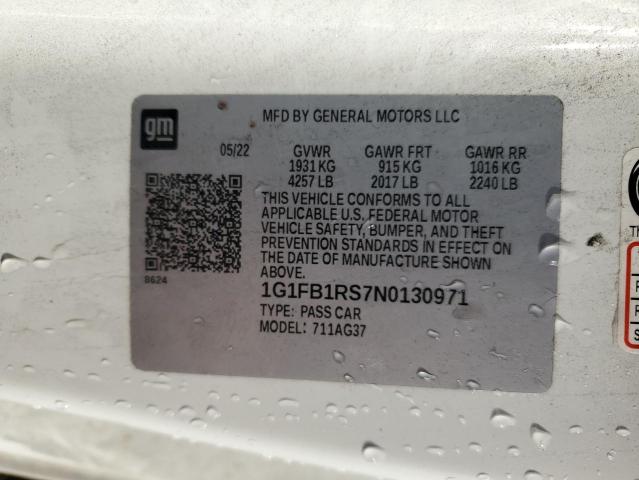 gm
MFD BY GENERAL MOTORS LLC
05/22 GVWR GAWR FRT GAWR RR
1931 KG 915 KG 1016 KG
4257 LB 2017 LB 2240 LB
THIS VEHICLE CONFORMS TO ALL
APPLICABLE U.S. FEDERAL MOTOR
VEHICLE SAFETY, BUMPER, AND THEFT
PREVENTION STANDARDS IN EFFECT ON
THE DATE OF MANUFACTURE SHOWN
ABOVE.
8624
1G1FB1RS7N0130971
TYPE: PASS CAR
MODEL: 711AG37